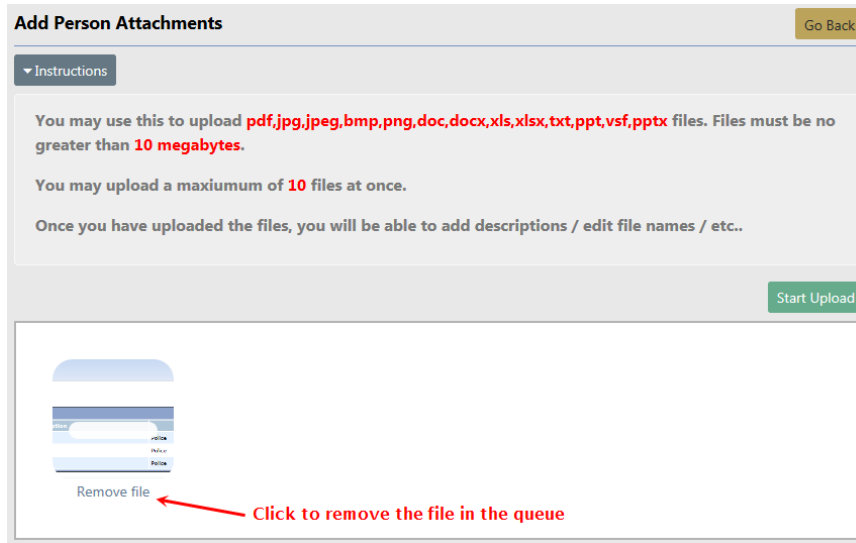 Add Person Attachments
Go Back
Instructions
You may use this to upload pdf,jpg,jpeg,bmp,png,doc,docx,xls,xlsx,txt,ppt,vsf,pptx files. Files must be no
greater than 10 megabytes.
You may upload a maxiumum of 10 files at once.
Once you have uploaded the files, you will be able to add descriptions / edit file names / etc..
Start Upload
Police
Police
Police
Remove file
Click to remove the file in the queue